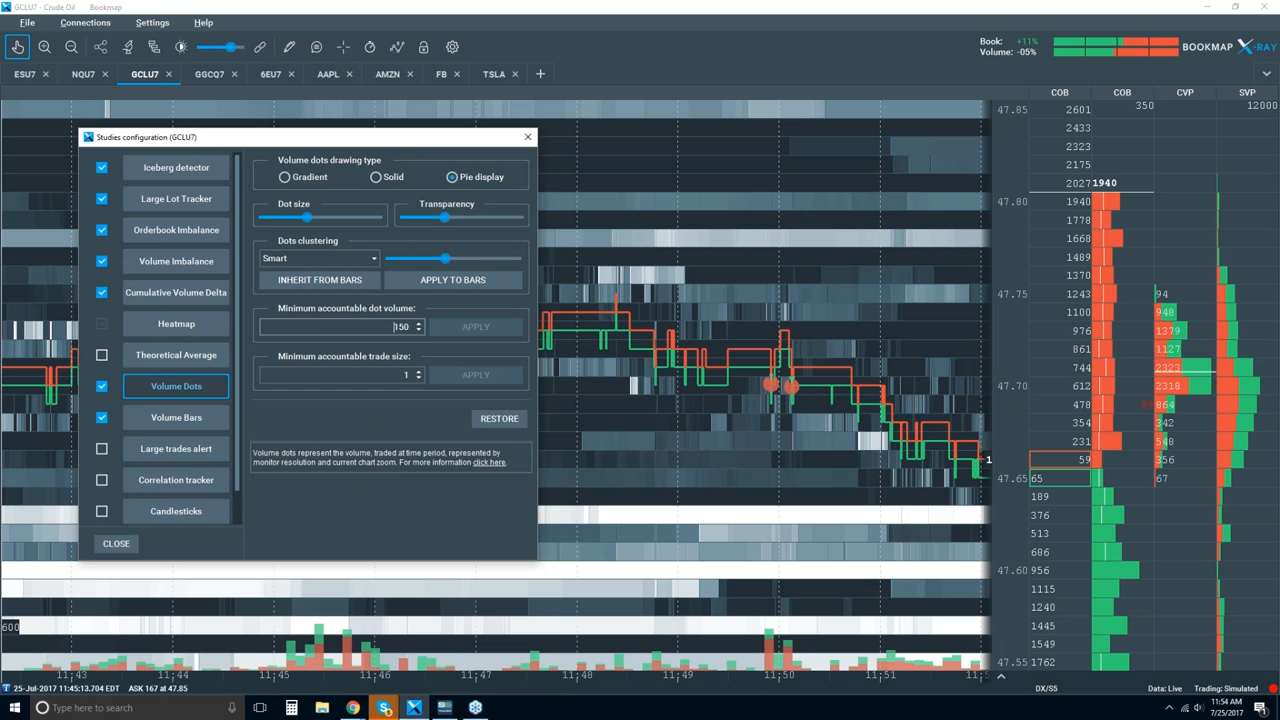 GCLU7 - Crude Oil Bookmap
File Connections Settings Help
Book: +11%
Volume: -05%
BOOKMAP X-RAY
ESU7 NQU7 GCLU7 GGCQ7 6EU7 AAPL AMZN FB TSLA
COB COB CVP SVP
350 12000
Studies configuration (GCLU7)
Iceberg detector
Large Lot Tracker
Orderbook Imbalance
Volume Imbalance
Cumulative Volume Delta
Heatmap
Theoretical Average
Volume Dots
Volume Bars
Large trades alert
Correlation tracker
Candlesticks
CLOSE
Volume dots drawing type
Gradient Solid Pie display
Dot size Transparency
Dots clustering
Smart
INHERIT FROM BARS APPLY TO BARS
Minimum accountable dot volume:
150 APPLY
Minimum accountable trade size:
1 APPLY
RESTORE
Volume dots represent the volume, traded at time period, represented by
monitor resolution and current chart zoom. For more information click here.
47.85 2601
2433
2323
2175
2027 1940
47.80 1940
1778
1668
1489
1370
47.75 1243 94
1100 948
976 1379
861 1127
744 2323
47.70 612 2318
478 864
354 342
231 548
1 59 356
47.65 65 67
189
376
513
686
47.60 956
1115
1240
1445
1549
47.55 1762
600
11:43 11:44 11:45 11:46 11:47 11:48 11:49 11:50 11:51
25-Jul-2017 11:45:13.704 EDT ASK 167 at 47.85
DX/S5 Data: Live Trading: Simulated
Type here to search
11:54 AM
7/25/2017